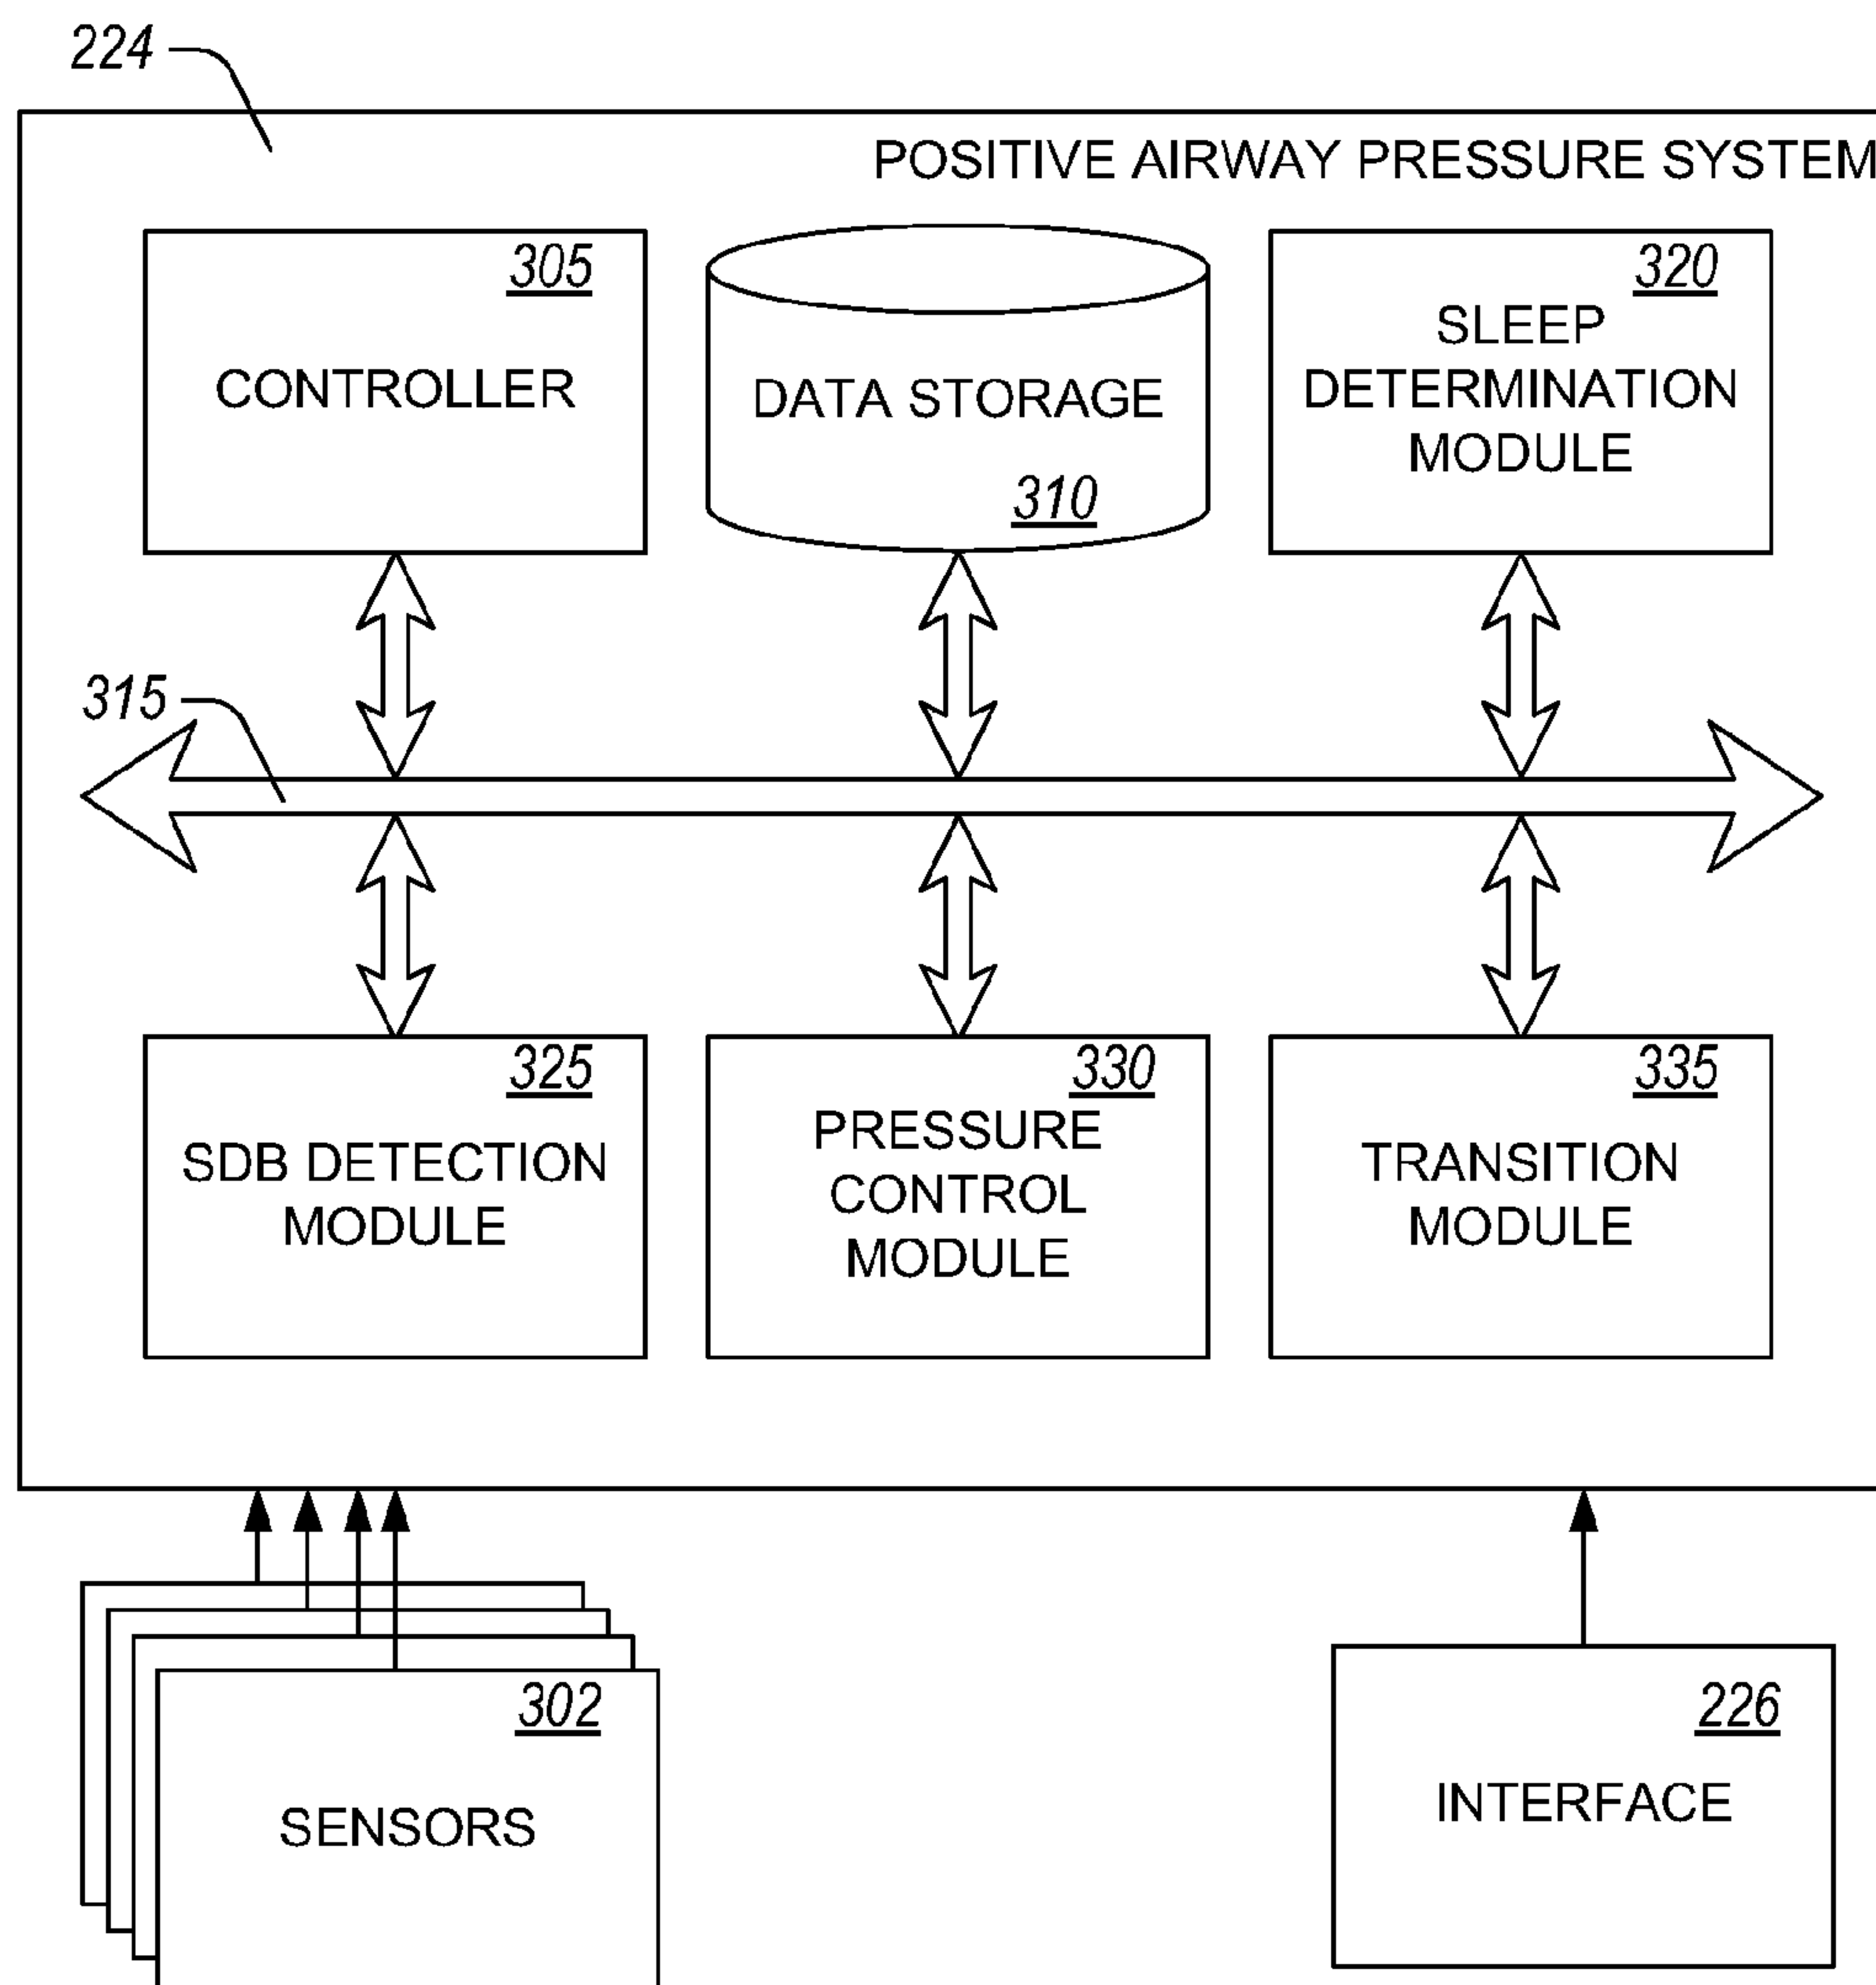 224
POSITIVE AIRWAY PRESSURE SYSTEM
305
CONTROLLER
DATA STORAGE
310
320
SLEEP
DETERMINATION
MODULE
315
325
SDB DETECTION
MODULE
330
PRESSURE
CONTROL
MODULE
335
TRANSITION
MODULE
302
SENSORS
226
INTERFACE